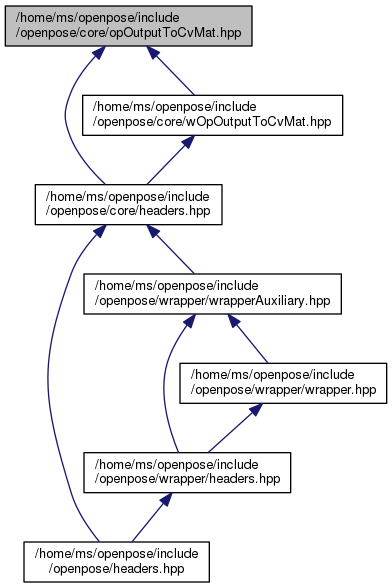 /home/ms/openpose/include
/openpose/core/opOutputToCvMat.hpp
/home/ms/openpose/include
/openpose/core/wOpOutputToCvMat.hpp
/home/ms/openpose/include
/openpose/core/headers.hpp
/home/ms/openpose/include
/openpose/wrapper/wrapperAuxiliary.hpp
/home/ms/openpose/include
/openpose/wrapper/wrapper.hpp
/home/ms/openpose/include
/openpose/wrapper/headers.hpp
/home/ms/openpose/include
/openpose/headers.hpp